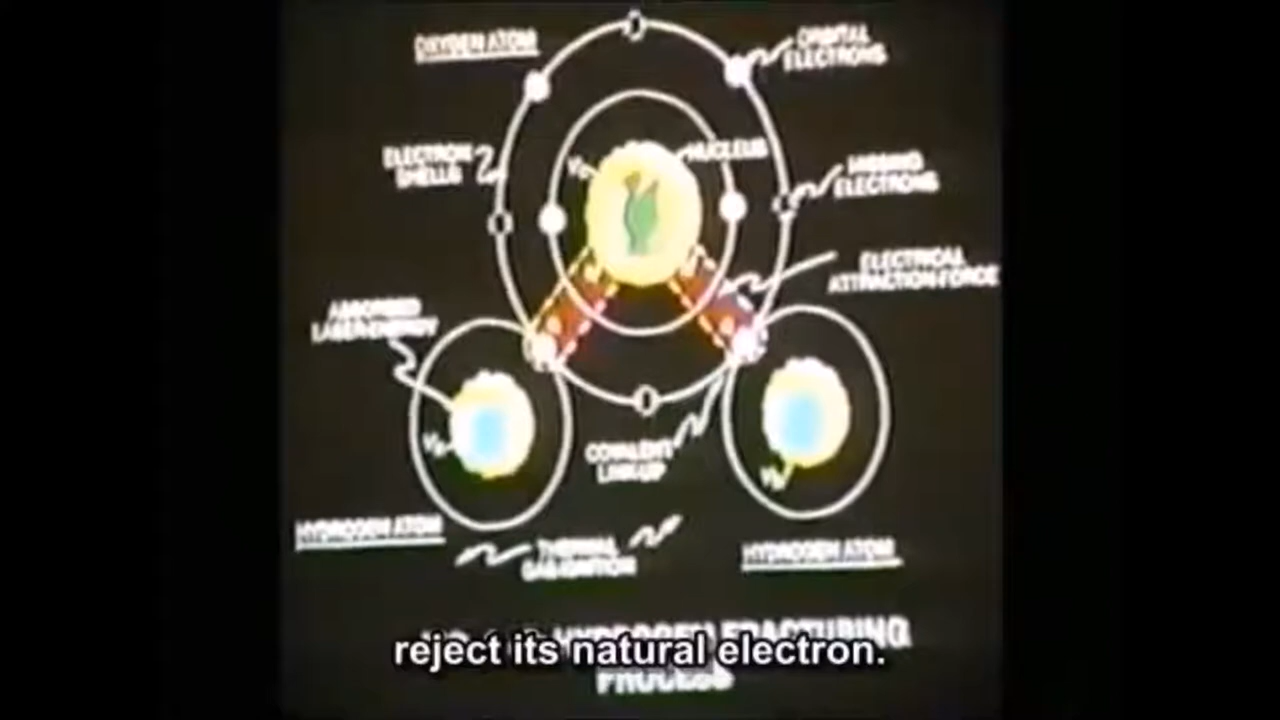 OXYGEN ATOM
ORBITAL
ELECTRONS
ELECTRON
SHELLS
NUCLEUS
MISSING
ELECTRONS
ELECTRICAL
ATTRACTION FORCE
ABSORBED
LASER ENERGY
COVALENT
LINK-UP
HYDROGEN ATOM
THERMAL
GAS IGNITION
HYDROGEN ATOM
HYDROGEN FRACTURING
PROCESS
reject its natural electron.